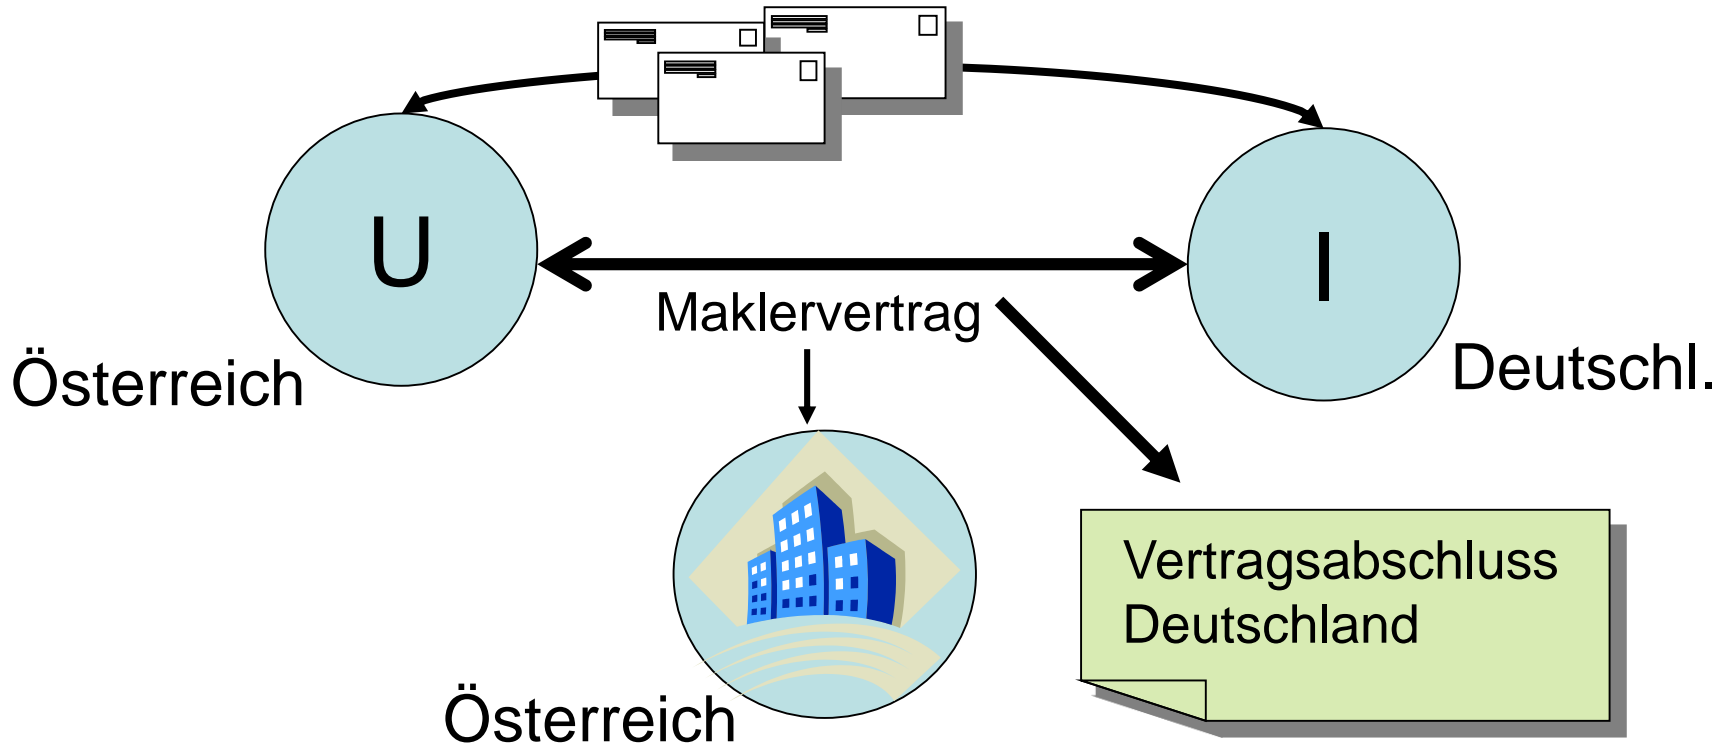 U
I
Maklervertrag
Österreich
Deutschl.
Vertragsabschluss
Deutschland
Österreich